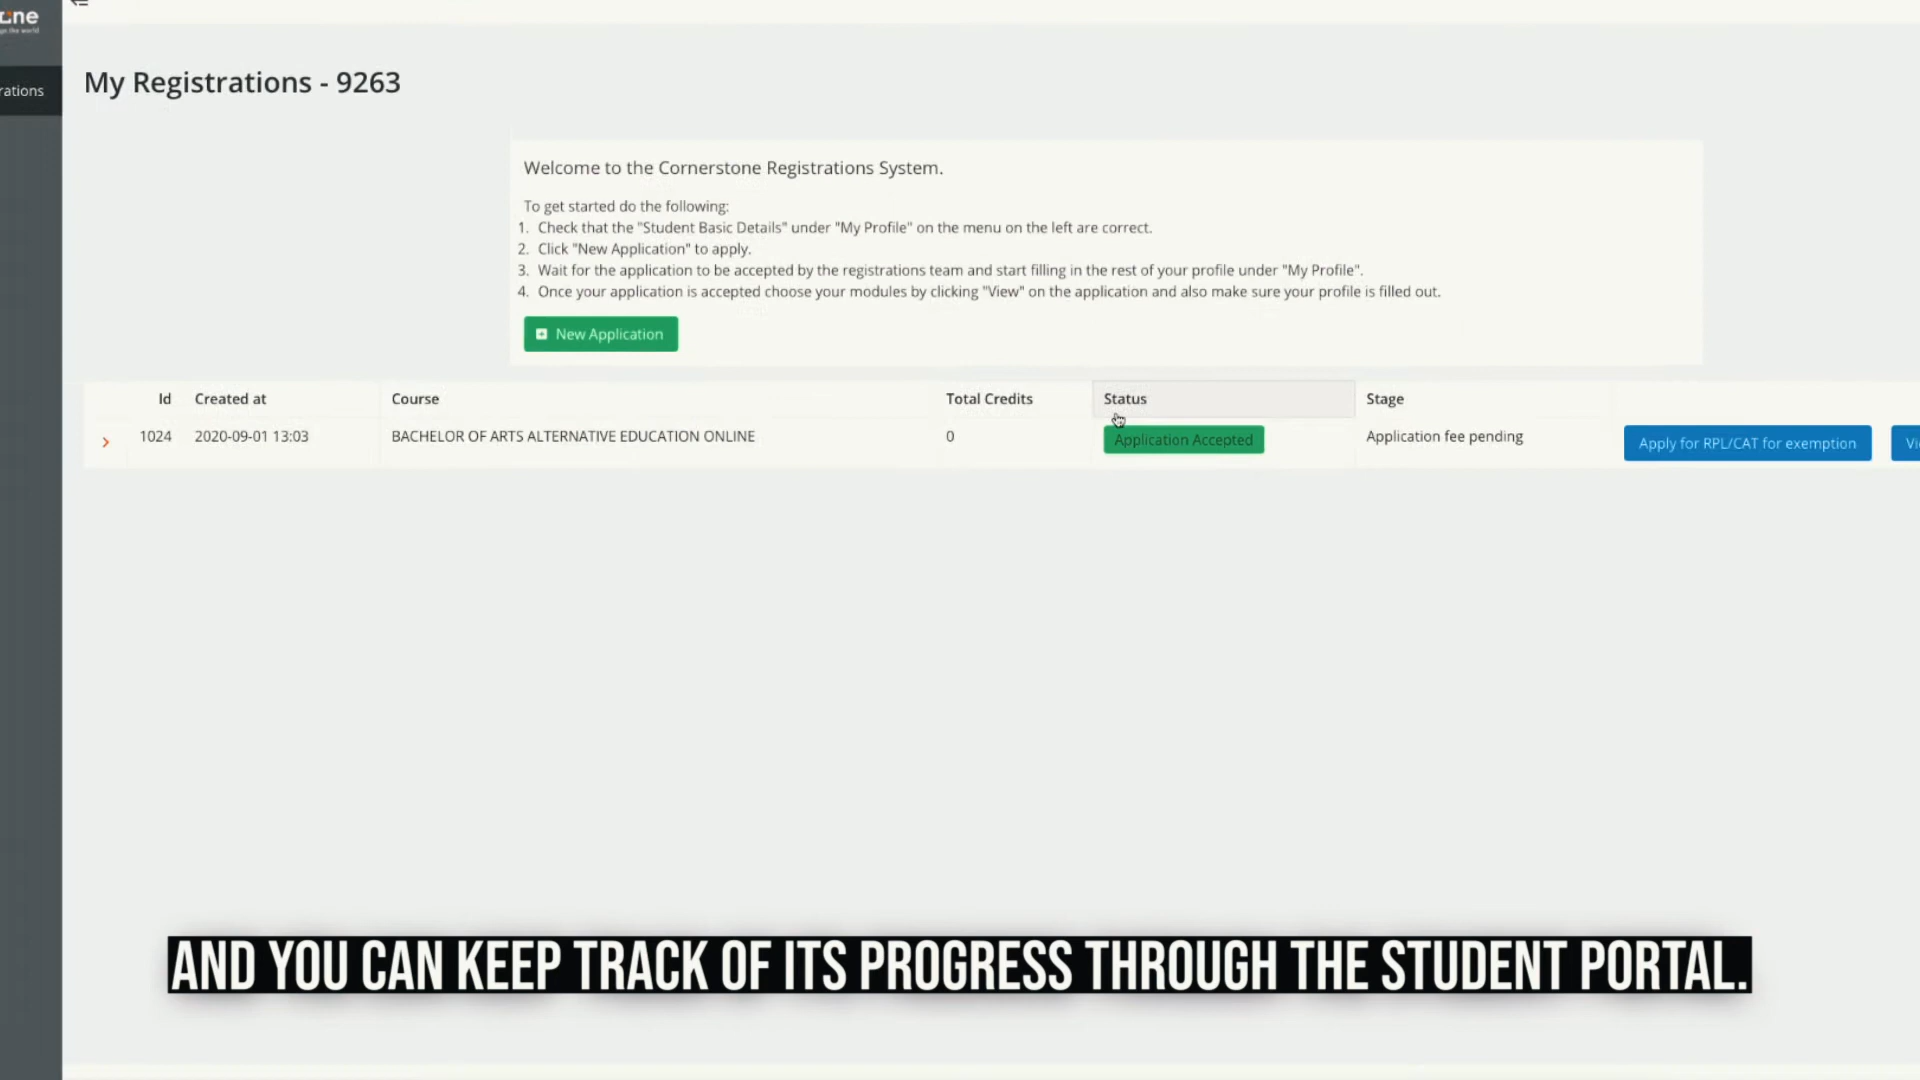 rations
My Registrations - 9263
Welcome to the Cornerstone Registrations System.
To get started do the following:
1. Check that the "Student Basic Details" under "My Profile" on the menu on the left are correct.
2. Click "New Application" to apply.
3. Wait for the application to be accepted by the registrations team and start filling in the rest of your profile under "My Profile".
4. Once your application is accepted choose your modules by clicking "View" on the application and also make sure your profile is filled out.
New Application
Id Created at Course Total Credits Status Stage
1024 2020-09-01 13:03 BACHELOR OF ARTS ALTERNATIVE EDUCATION ONLINE 0 Application Accepted Application fee pending Apply for RPL/CAT for exemption Vi
AND YOU CAN KEEP TRACK OF ITS PROGRESS THROUGH THE STUDENT PORTAL.